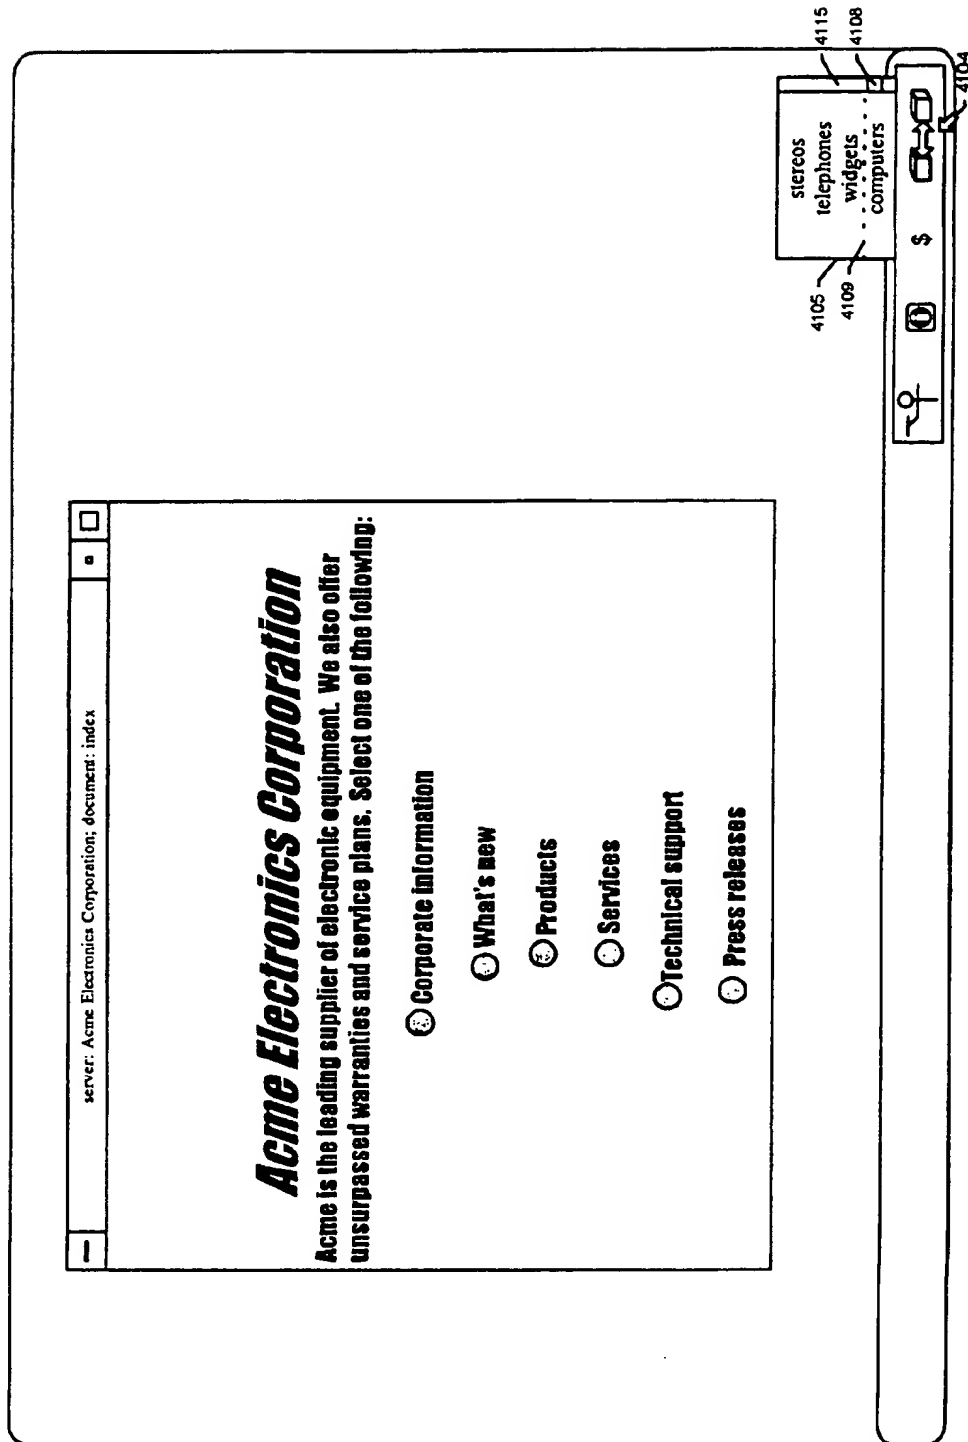 server: Acme Electronics Corporation; document: index
Acme Electronics Corporation
Acme is the leading supplier of electronic equipment. We also offer
unsurpassed warranties and service plans. Select one of the following:
Corporate information
What's new
Products
Services
Technical support
Press releases
stereos
telephones
widgets
computers
4105
4109
4115
4108
$
4104